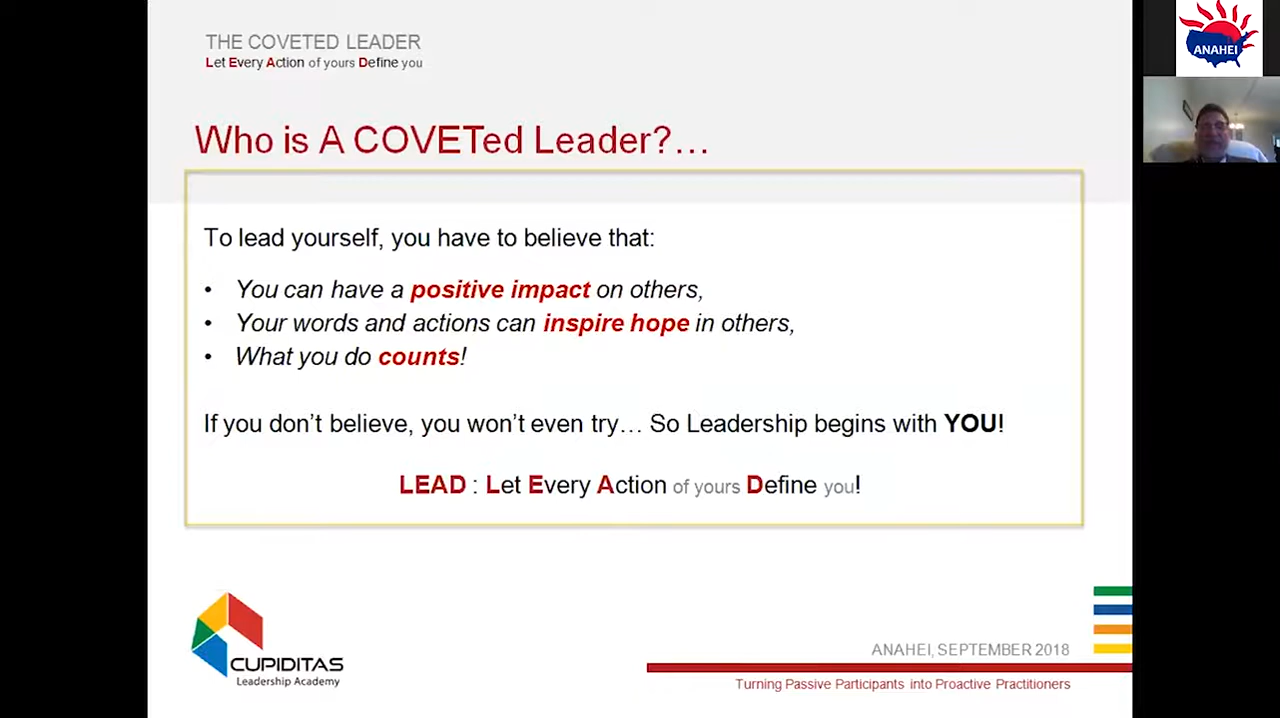 THE COVETED LEADER
Let Every Action of yours Define you
ANAHEI
Who is A COVETed Leader?…
To lead yourself, you have to believe that:
• You can have a positive impact on others,
• Your words and actions can inspire hope in others,
• What you do counts!
If you don’t believe, you won’t even try… So Leadership begins with YOU!
LEAD : Let Every Action of yours Define you!
CUPIDITAS
Leadership Academy
ANAHEI, SEPTEMBER 2018
Turning Passive Participants into Proactive Practitioners